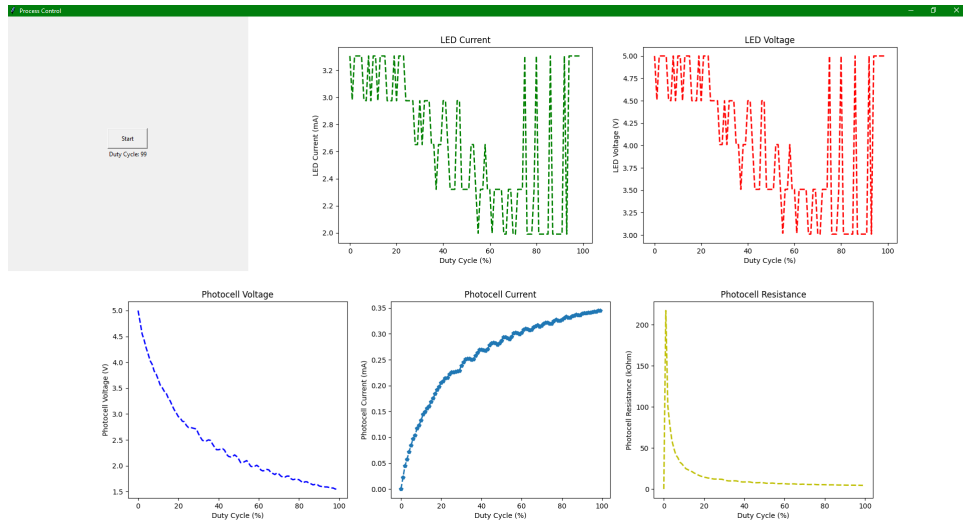 Process Control
Start
Duty Cycle: 99
LED Current
LED Current (mA)
3.2
3.0
2.8
2.6
2.4
2.2
2.0
0 20 40 60 80 100
Duty Cycle (%)
LED Voltage
LED Voltage (V)
5.00
4.75
4.50
4.25
4.00
3.75
3.50
3.25
3.00
0 20 40 60 80 100
Duty Cycle (%)
Photocell Voltage
Photocell Voltage (V)
5.0
4.5
4.0
3.5
3.0
2.5
2.0
1.5
0 20 40 60 80 100
Duty Cycle (%)
Photocell Current
Photocell Current (mA)
0.35
0.30
0.25
0.20
0.15
0.10
0.05
0.00
0 20 40 60 80 100
Duty Cycle (%)
Photocell Resistance
Photocell Resistance (kOhm)
200
150
100
50
0
0 20 40 60 80 100
Duty Cycle (%)